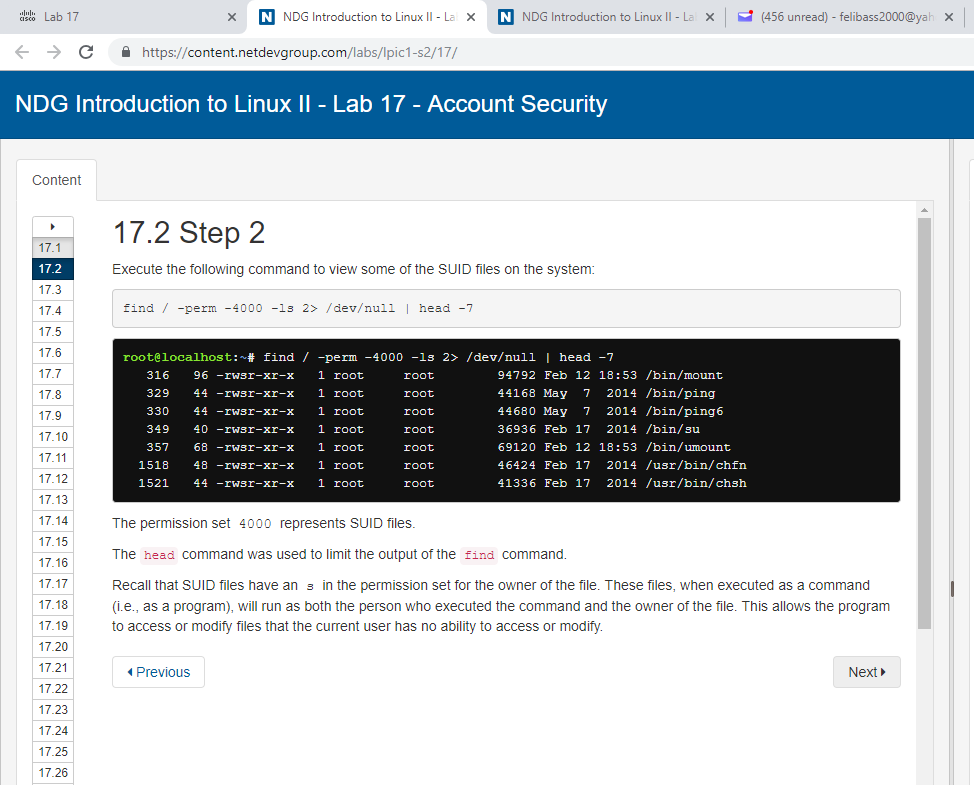 Lab 17
NDG Introduction to Linux II - La
NDG Introduction to Linux II - La
(456 unread) - felibass2000@yah
https://content.netdevgroup.com/labs/lpic1-s2/17/
NDG Introduction to Linux II - Lab 17 - Account Security
Content
17.1
17.2
17.3
17.4
17.5
17.6
17.7
17.8
17.9
17.10
17.11
17.12
17.13
17.14
17.15
17.16
17.17
17.18
17.19
17.20
17.21
17.22
17.23
17.24
17.25
17.26
17.2 Step 2
Execute the following command to view some of the SUID files on the system:
find / -perm -4000 -ls 2> /dev/null | head -7
root@localhost:~# find / -perm -4000 -ls 2> /dev/null | head -7
316 96 -rwsr-xr-x 1 root root 94792 Feb 12 18:53 /bin/mount
329 44 -rwsr-xr-x 1 root root 44168 May 7 2014 /bin/ping
330 44 -rwsr-xr-x 1 root root 44680 May 7 2014 /bin/ping6
349 40 -rwsr-xr-x 1 root root 36936 Feb 17 2014 /bin/su
357 68 -rwsr-xr-x 1 root root 69120 Feb 12 18:53 /bin/umount
1518 48 -rwsr-xr-x 1 root root 46424 Feb 17 2014 /usr/bin/chfn
1521 44 -rwsr-xr-x 1 root root 41336 Feb 17 2014 /usr/bin/chsh
The permission set 4000 represents SUID files.
The head command was used to limit the output of the find command.
Recall that SUID files have an s in the permission set for the owner of the file. These files, when executed as a command
(i.e., as a program), will run as both the person who executed the command and the owner of the file. This allows the program
to access or modify files that the current user has no ability to access or modify.
Previous
Next